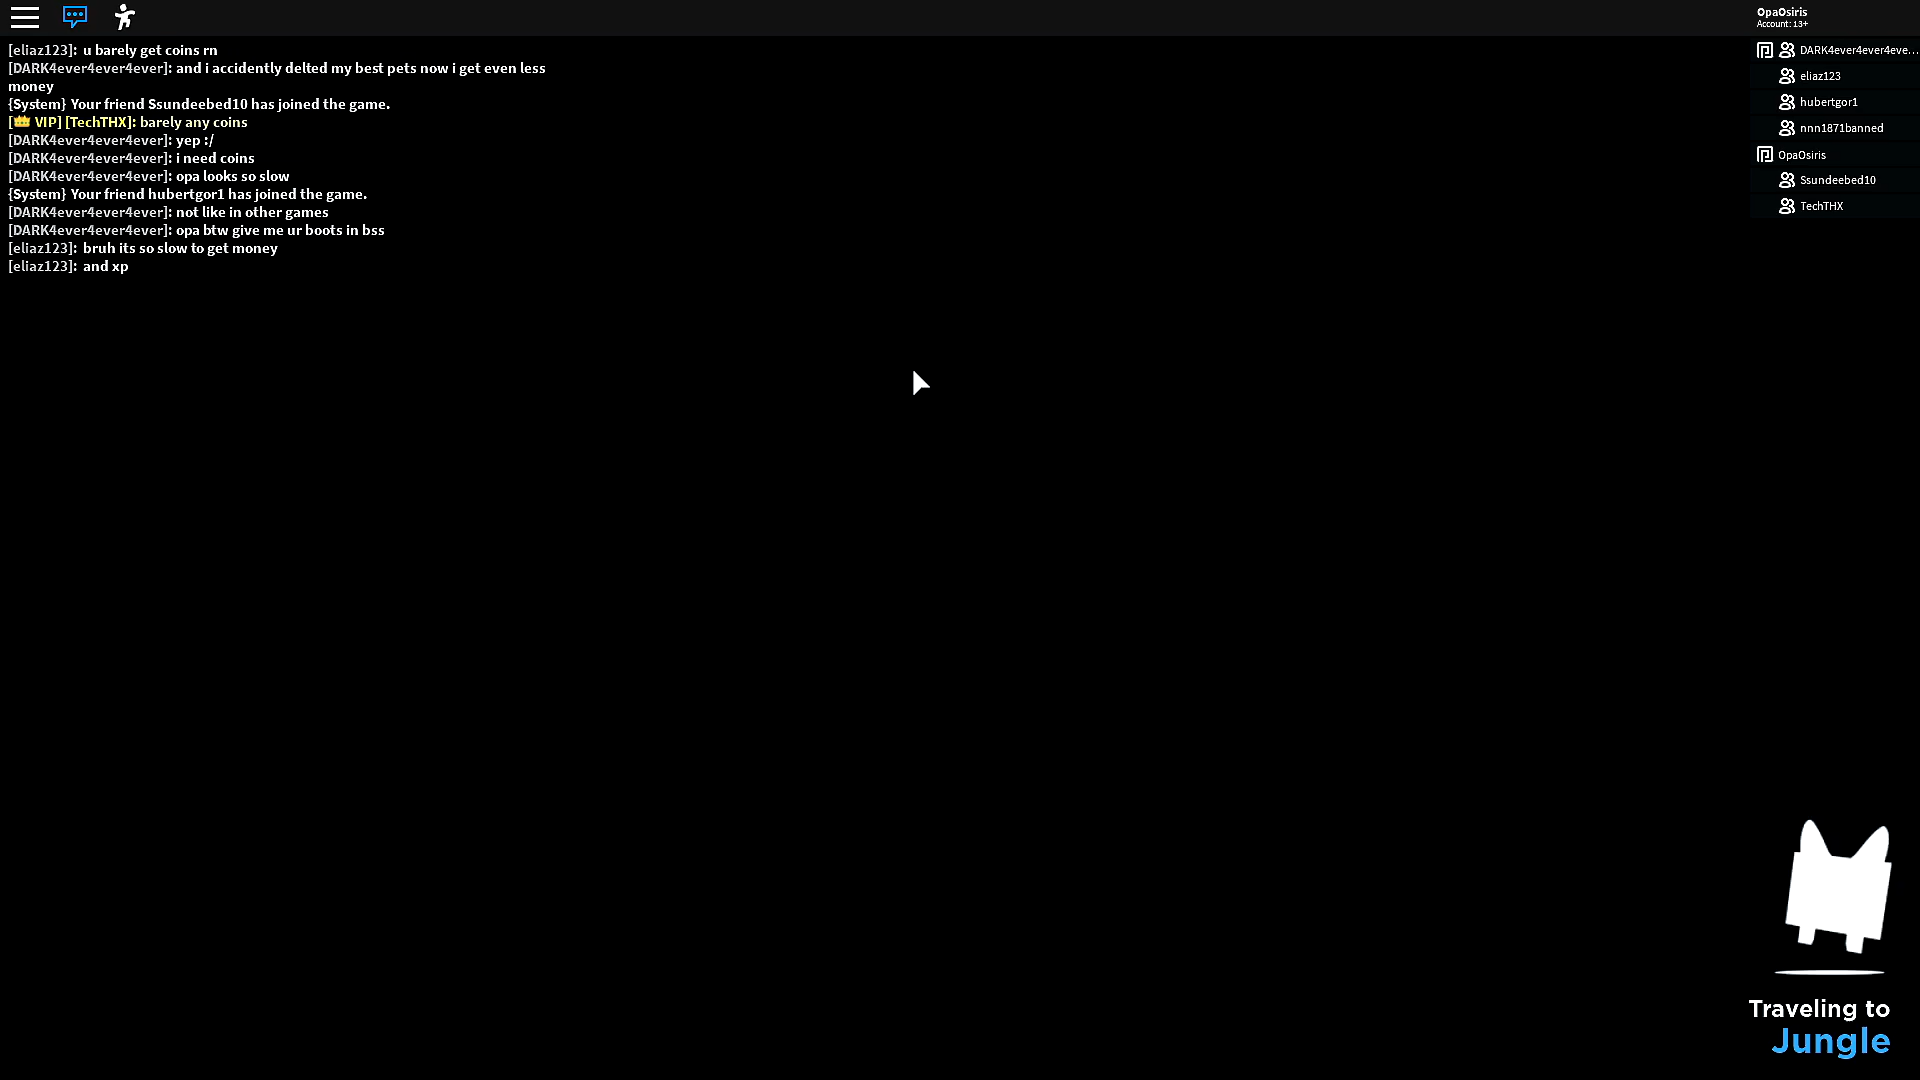 OpaOsiris
Account: 13+
[eliaz123]: u barely get coins rn
[DARK4ever4ever4ever]: and i accidently delted my best pets now i get even less
money
{System} Your friend Ssundeebed10 has joined the game.
[👑 VIP] [TechTHX]: barely any coins
[DARK4ever4ever4ever]: yep :/
[DARK4ever4ever4ever]: i need coins
[DARK4ever4ever4ever]: opa looks so slow
{System} Your friend hubertgor1 has joined the game.
[DARK4ever4ever4ever]: not like in other games
[DARK4ever4ever4ever]: opa btw give me ur boots in bss
[eliaz123]: bruh its so slow to get money
[eliaz123]: and xp
DARK4ever4ever4eve...
eliaz123
hubertgor1
nnn1871banned
OpaOsiris
Ssundeebed10
TechTHX
Traveling to
Jungle